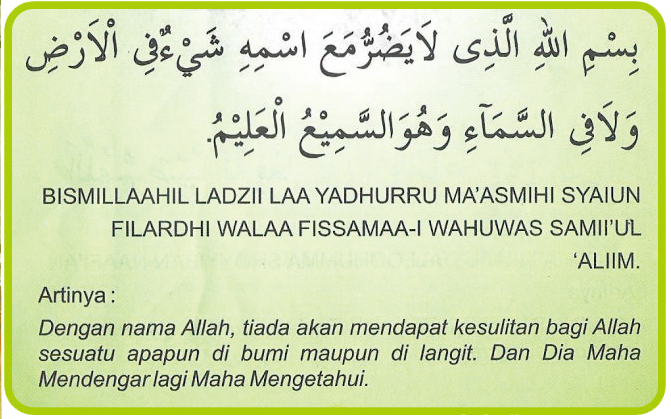 بِسْمِ اللهِ الَّذِى لَايَضُرُّمَعَ اسْمِهِ شَيْءٌفِى الْاَرْضِ
وَلَافِى السَّمَآءِ وَهُوَالسَّمِيْعُ الْعَلِيْمُ.
BISMILLAAHIL LADZII LAA YADHURRU MA'ASMIHI SYAIUN
FILARDHI WALAA FISSAMAA-I WAHUWAS SAMII'UL
'ALIIM.
Artinya :
Dengan nama Allah, tiada akan mendapat kesulitan bagi Allah
sesuatu apapun di bumi maupun di langit. Dan Dia Maha
Mendengar lagi Maha Mengetahui.